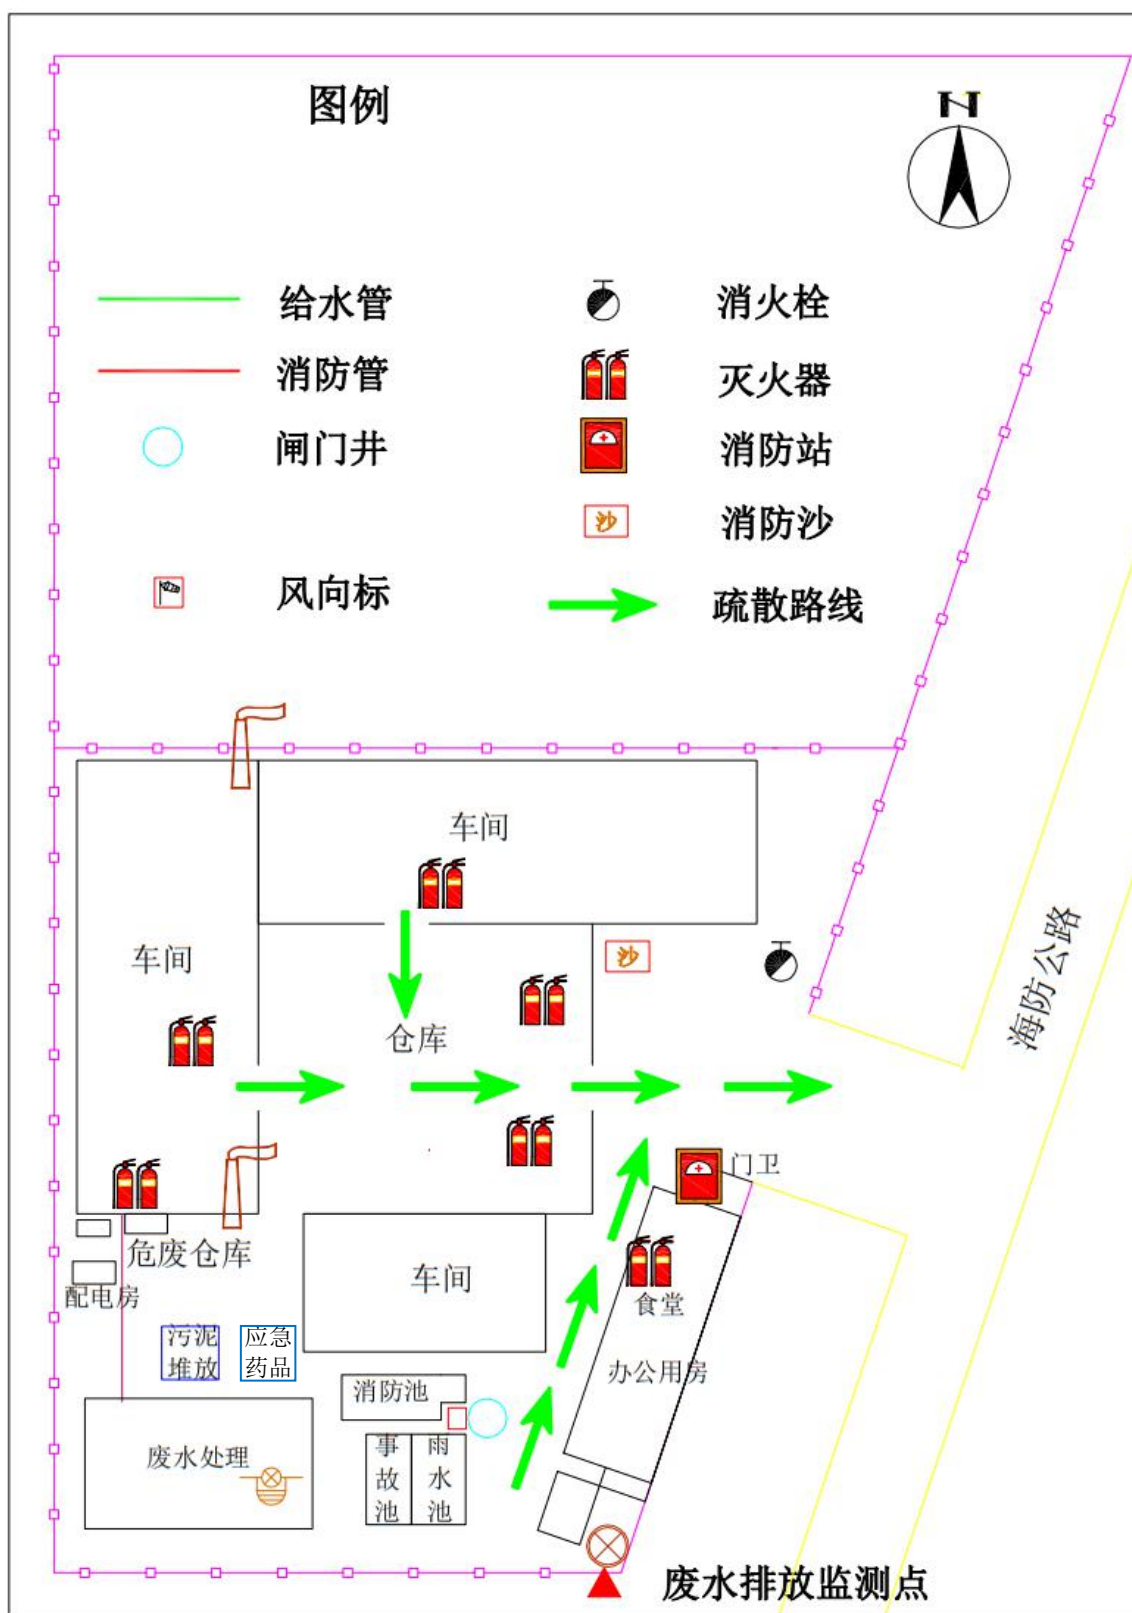 图例
N
给水管
消火栓
消防管
灭火器
闸门井
消防站
沙
消防沙
风向标
疏散路线
车间
车间
沙
海防公路
仓库
门卫
危废仓库
车间
配电房
食堂
污泥
堆放
应急
药品
办公用房
消防池
废水处理
事故池
雨水池
废水排放监测点